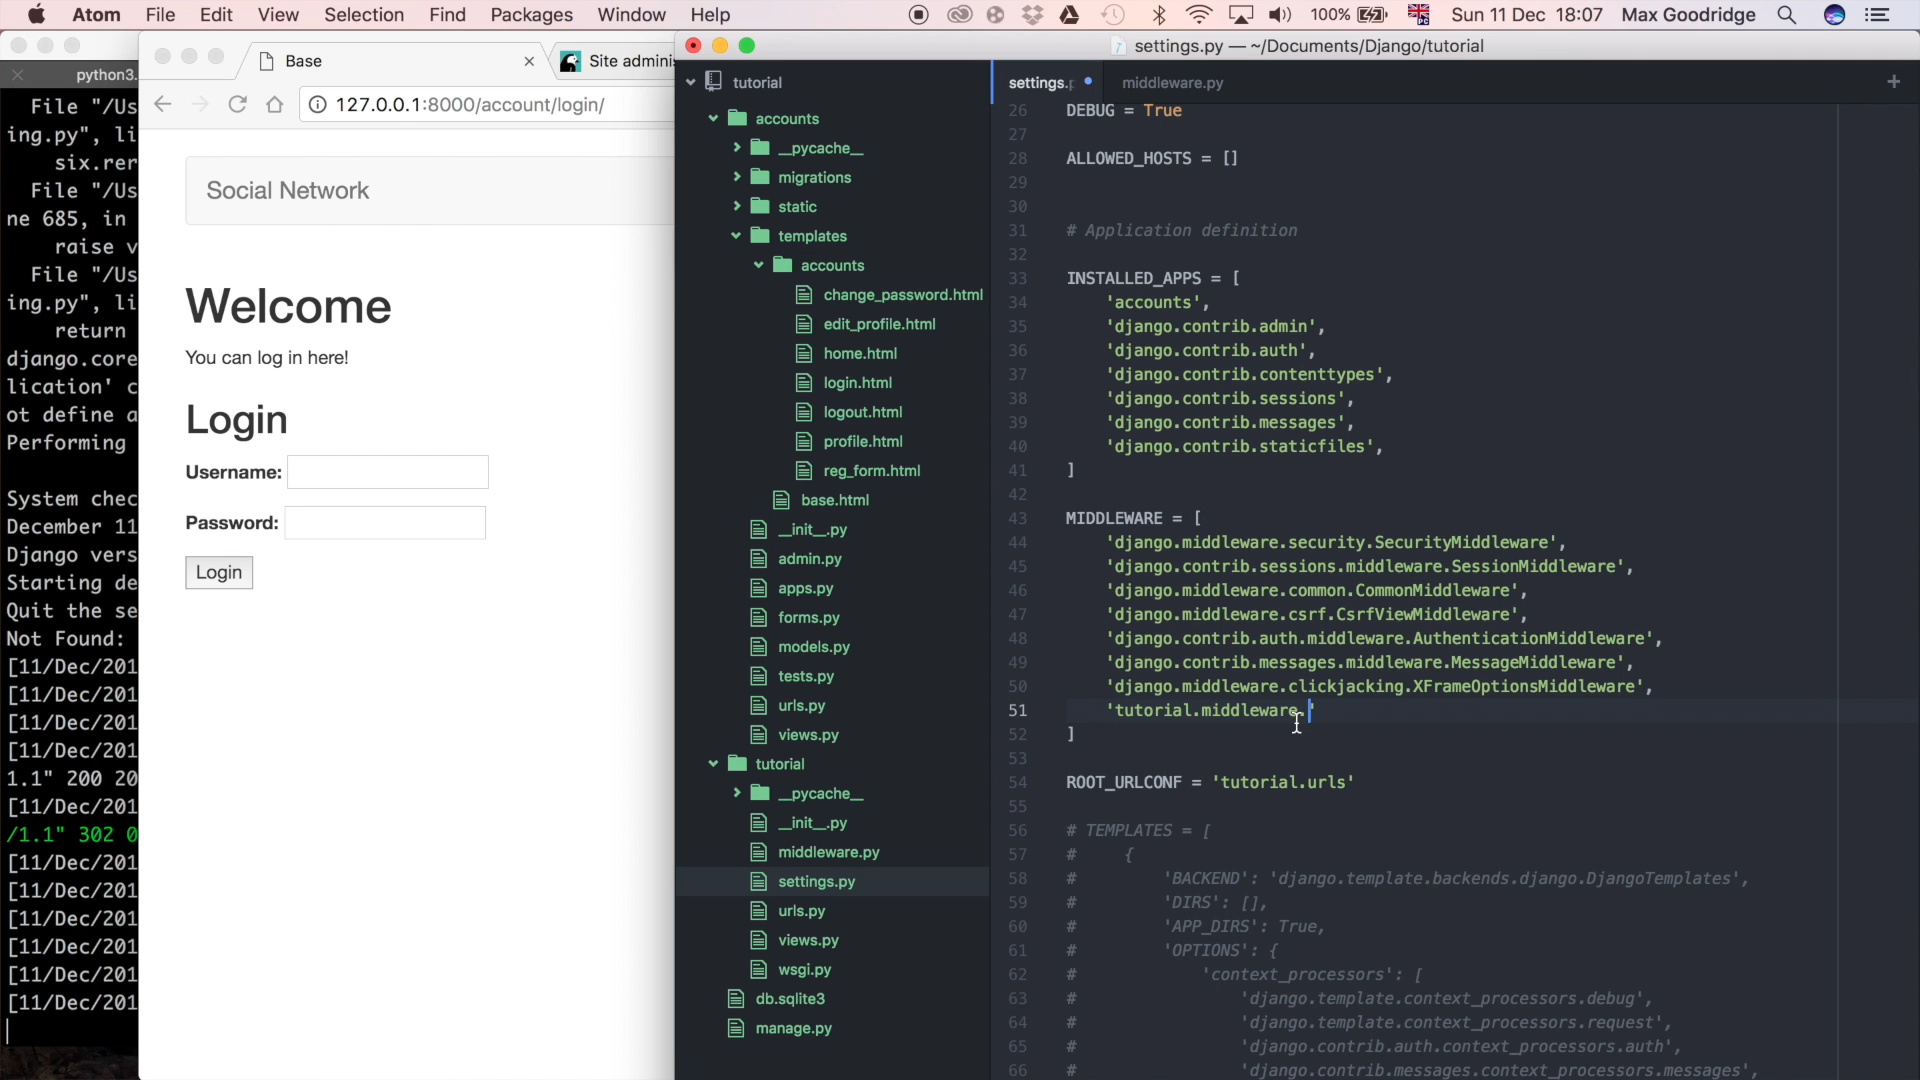 Atom File Edit View Selection Find Packages Window Help 100% Sun 11 Dec 18:07 Max Goodridge
python3.
File "/Us
ing.py", li
six.rer
File "/Us
ne 685, in
raise v
File "/Us
ing.py", li
return
django.core
lication' c
ot define a
Performing
System chec
December 11
Django vers
Starting de
Quit the se
Not Found:
[11/Dec/201
[11/Dec/201
[11/Dec/201
[11/Dec/201
1.1" 200 20
[11/Dec/201
/1.1" 302 0
[11/Dec/201
[11/Dec/201
[11/Dec/201
[11/Dec/201
[11/Dec/201
[11/Dec/201
Base
Site adminis
127.0.0.1:8000/account/login/
Social Network
Welcome
You can log in here!
Login
Username:
Password:
Login
settings.py — ~/Documents/Django/tutorial
tutorial
accounts
__pycache__
migrations
static
templates
accounts
change_password.html
edit_profile.html
home.html
login.html
logout.html
profile.html
reg_form.html
base.html
__init__.py
admin.py
apps.py
forms.py
models.py
tests.py
urls.py
views.py
tutorial
__pycache__
__init__.py
middleware.py
settings.py
urls.py
views.py
wsgi.py
db.sqlite3
manage.py
settings.p
middleware.py
26 DEBUG = True
27
28 ALLOWED_HOSTS = []
29
30
31 # Application definition
32
33 INSTALLED_APPS = [
34 'accounts',
35 'django.contrib.admin',
36 'django.contrib.auth',
37 'django.contrib.contenttypes',
38 'django.contrib.sessions',
39 'django.contrib.messages',
40 'django.contrib.staticfiles',
41 ]
42
43 MIDDLEWARE = [
44 'django.middleware.security.SecurityMiddleware',
45 'django.contrib.sessions.middleware.SessionMiddleware',
46 'django.middleware.common.CommonMiddleware',
47 'django.middleware.csrf.CsrfViewMiddleware',
48 'django.contrib.auth.middleware.AuthenticationMiddleware',
49 'django.contrib.messages.middleware.MessageMiddleware',
50 'django.middleware.clickjacking.XFrameOptionsMiddleware',
51 'tutorial.middleware.'
52 ]
53
54 ROOT_URLCONF = 'tutorial.urls'
55
56 # TEMPLATES = [
57 # {
58 # 'BACKEND': 'django.template.backends.django.DjangoTemplates',
59 # 'DIRS': [],
60 # 'APP_DIRS': True,
61 # 'OPTIONS': {
62 # 'context_processors': [
63 # 'django.template.context_processors.debug',
64 # 'django.template.context_processors.request',
65 # 'django.contrib.auth.context_processors.auth',
66 # 'django.contrib.messages.context_processors.messages',